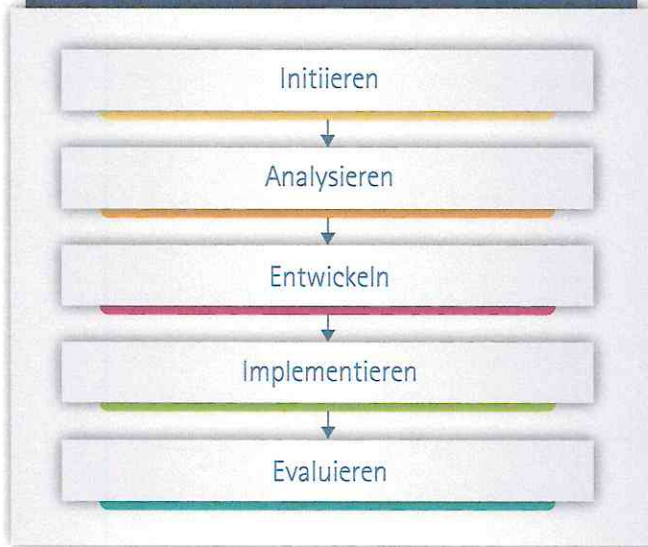 Initiieren
Analysieren
Entwickeln
Implementieren
Evaluieren